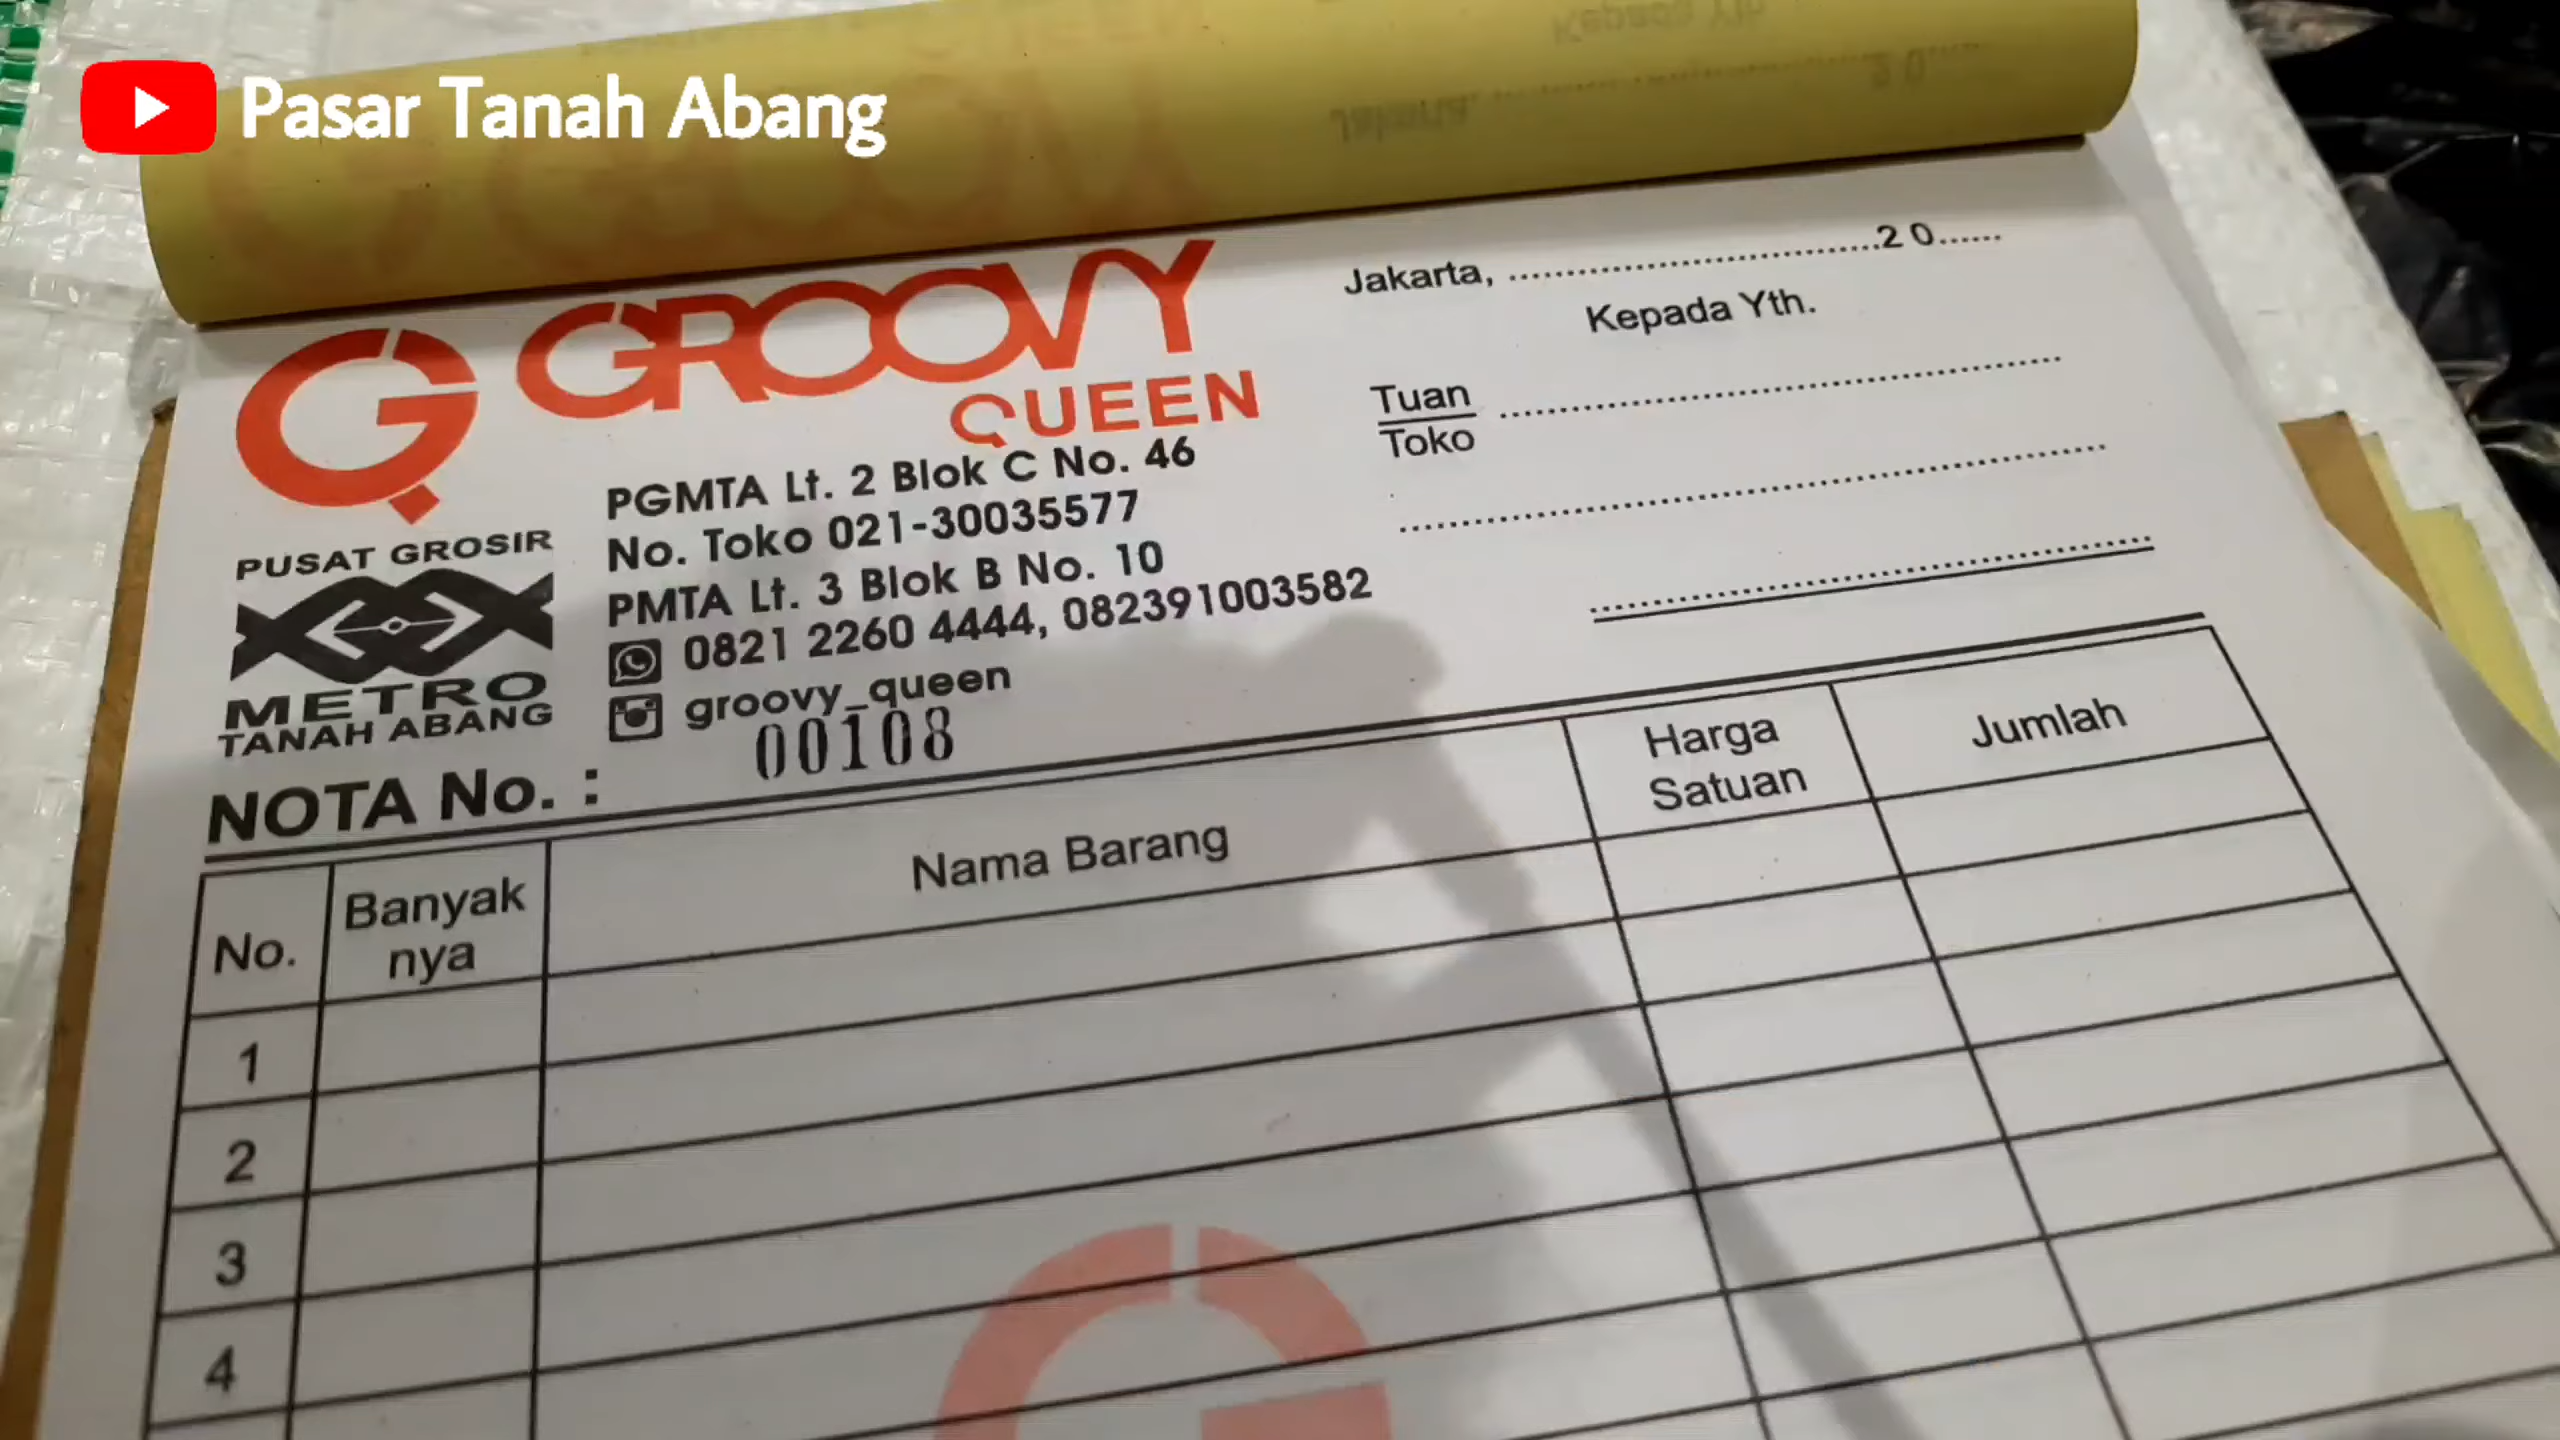 Pasar Tanah Abang
GROOVY
QUEEN
PGMTA Lt. 2 Blok C No. 46
No. Toko 021-30035577
PMTA Lt. 3 Blok B No. 10
0821 2260 4444, 082391003582
groovy_queen
PUSAT GROSIR
METRO
TANAH ABANG
Jakarta, ................................20......
Kepada Yth.
Tuan
Toko
NOTA No. : 00108
No. Banyak nya Nama Barang Harga Satuan Jumlah
1
2
3
4